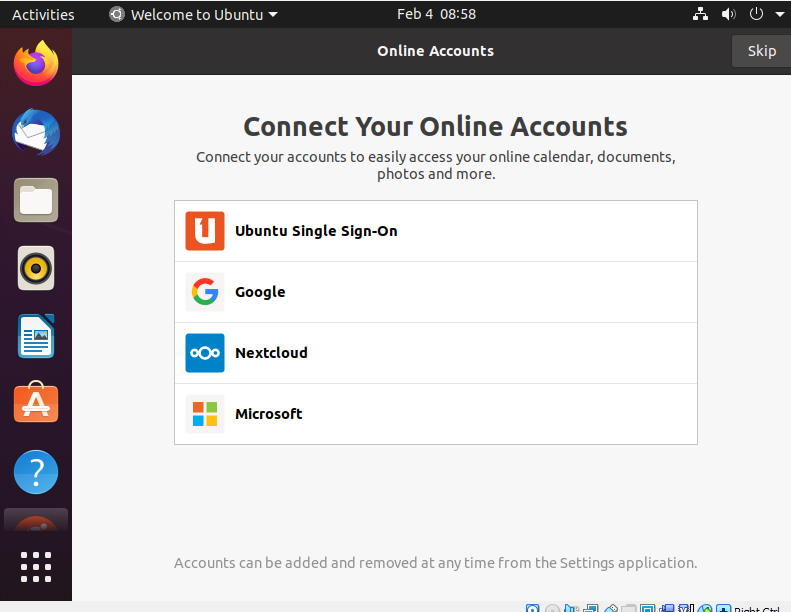 Activities Welcome to Ubuntu Feb 4 08:58
Online Accounts Skip
Connect Your Online Accounts
Connect your accounts to easily access your online calendar, documents,
photos and more.
Ubuntu Single Sign-On
Google
Nextcloud
Microsoft
Accounts can be added and removed at any time from the Settings application.
Right Ctrl